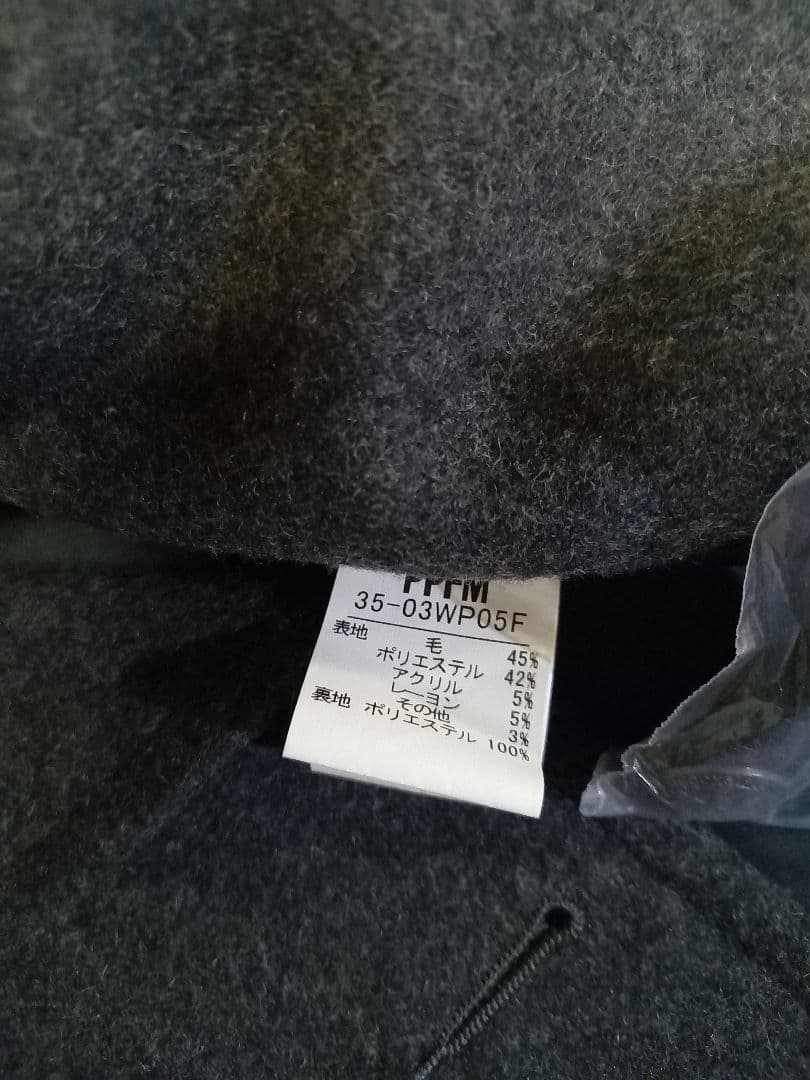 PPFM
35-03WP05F
表地 毛 45%
ポリエステル 42%
アクリル 5%
レーヨン 5%
その他 3%
裏地 ポリエステル 100%